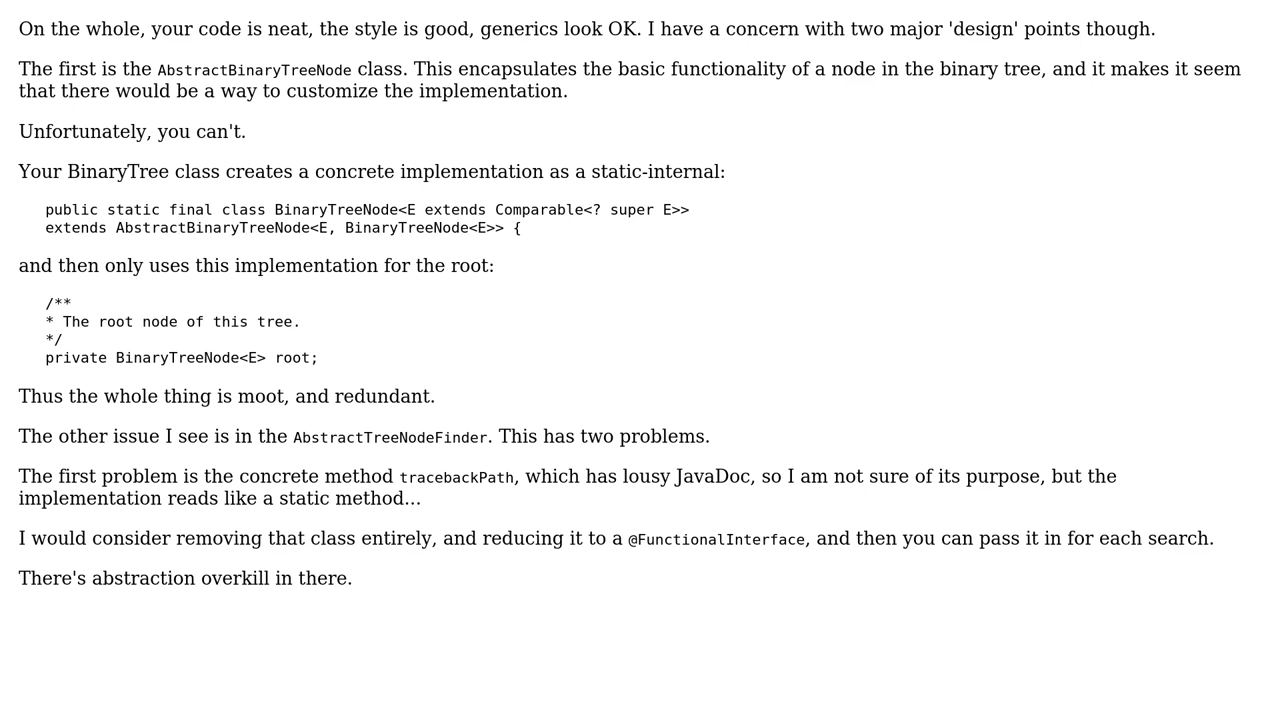 On the whole, your code is neat, the style is good, generics look OK. I have a concern with two major 'design' points though.
The first is the AbstractBinaryTreeNode class. This encapsulates the basic functionality of a node in the binary tree, and it makes it seem
that there would be a way to customize the implementation.
Unfortunately, you can't.
Your BinaryTree class creates a concrete implementation as a static-internal:
public static final class BinaryTreeNode<E extends Comparable<? super E>>
extends AbstractBinaryTreeNode<E, BinaryTreeNode<E>> {
and then only uses this implementation for the root:
/**
* The root node of this tree.
*/
private BinaryTreeNode<E> root;
Thus the whole thing is moot, and redundant.
The other issue I see is in the AbstractTreeNodeFinder. This has two problems.
The first problem is the concrete method tracebackPath, which has lousy JavaDoc, so I am not sure of its purpose, but the
implementation reads like a static method...
I would consider removing that class entirely, and reducing it to a @FunctionalInterface, and then you can pass it in for each search.
There's abstraction overkill in there.